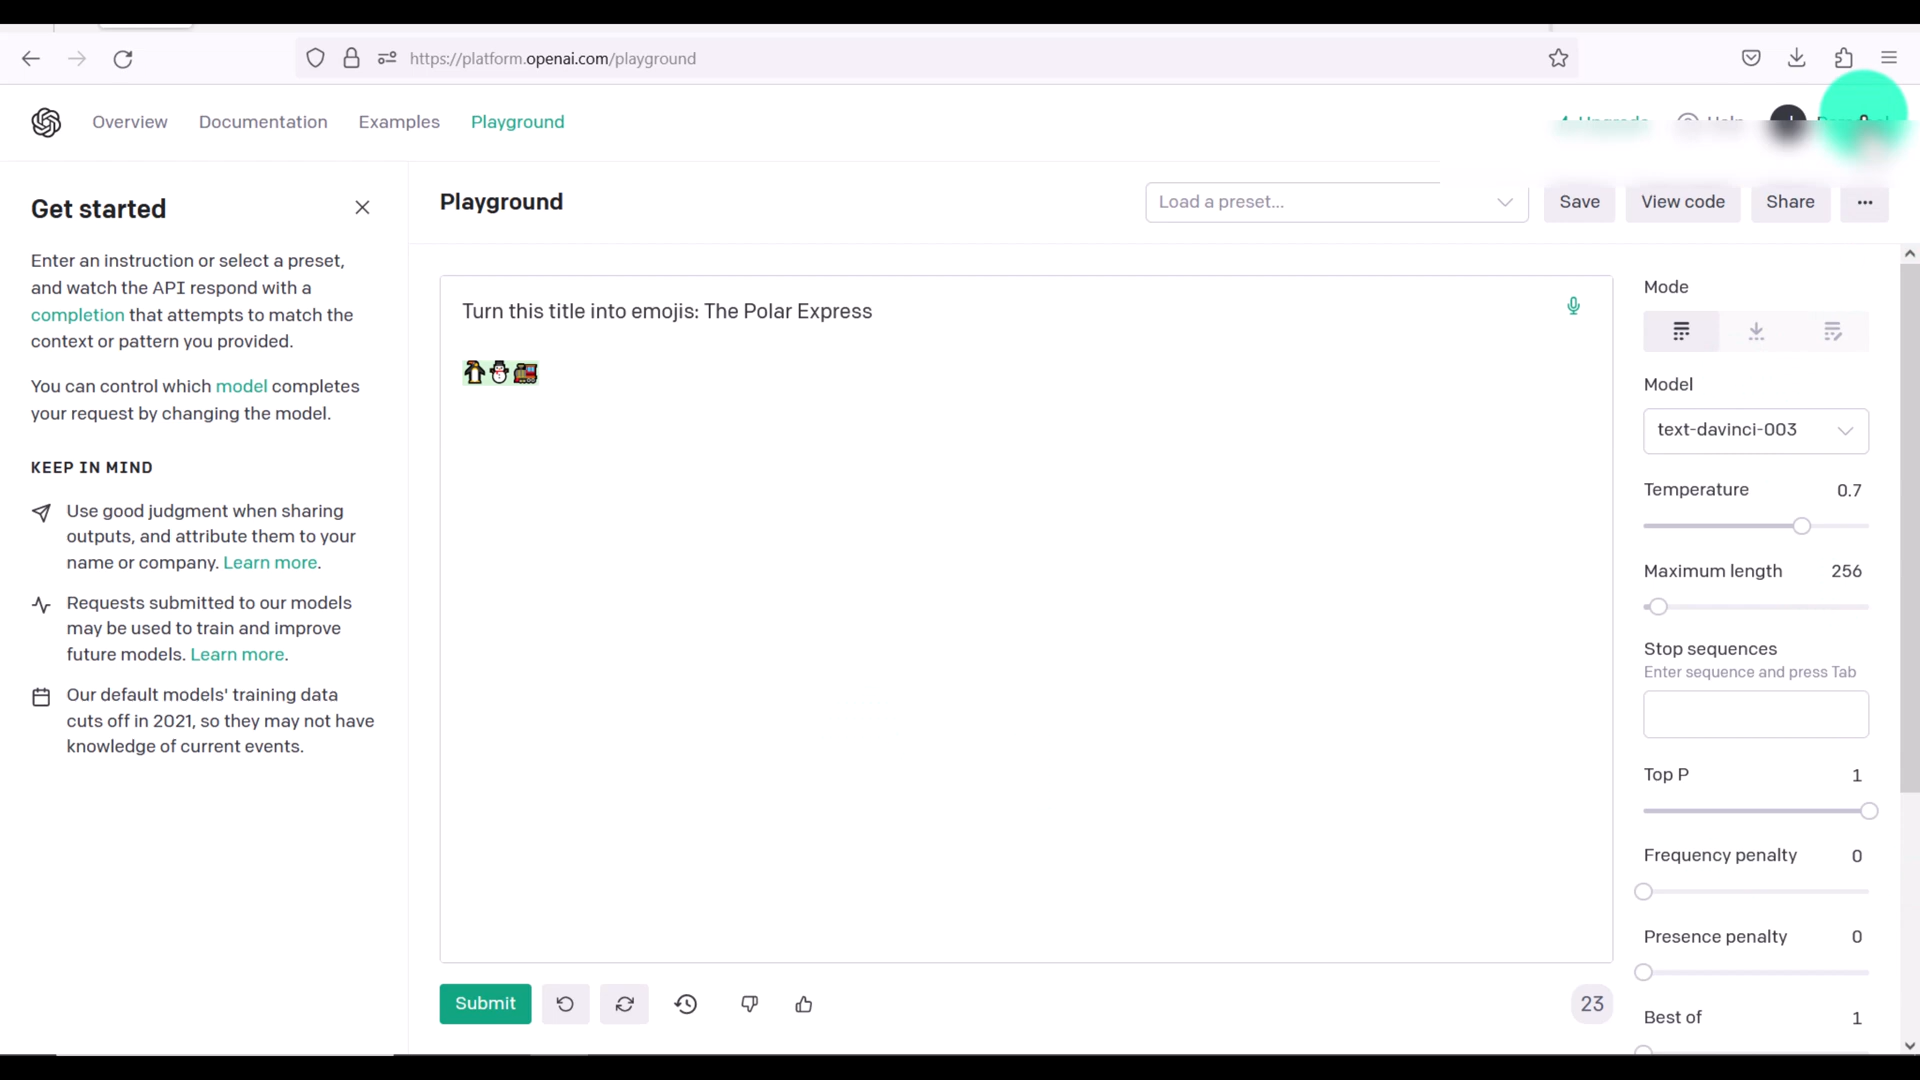 https://platform.openai.com/playground
Overview
Documentation
Examples
Playground
Upgrade
Help
Get started
Enter an instruction or select a preset,
and watch the API respond with a
completion that attempts to match the
context or pattern you provided.
You can control which model completes
your request by changing the model.
KEEP IN MIND
Use good judgment when sharing
outputs, and attribute them to your
name or company. Learn more.
Requests submitted to our models
may be used to train and improve
future models. Learn more.
Our default models' training data
cuts off in 2021, so they may not have
knowledge of current events.
Playground
Load a preset...
Save
View code
Share
Turn this title into emojis: The Polar Express
🐧⛄🚂
Submit
23
Mode
Model
text-davinci-003
Temperature 0.7
Maximum length 256
Stop sequences
Enter sequence and press Tab
Top P 1
Frequency penalty 0
Presence penalty 0
Best of 1